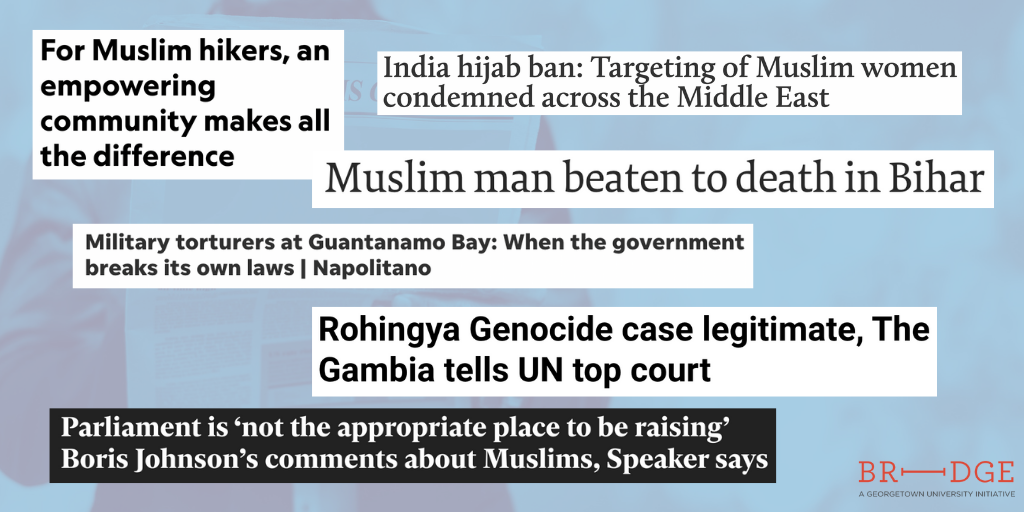 For Muslim hikers, an
empowering
community makes all
the difference
India hijab ban: Targeting of Muslim women
condemned across the Middle East
Muslim man beaten to death in Bihar
Military torturers at Guantanamo Bay: When the government
breaks its own laws | Napolitano
Rohingya Genocide case legitimate, The
Gambia tells UN top court
Parliament is ‘not the appropriate place to be raising’
Boris Johnson’s comments about Muslims, Speaker says
BRIDGE
A GEORGETOWN UNIVERSITY INITIATIVE